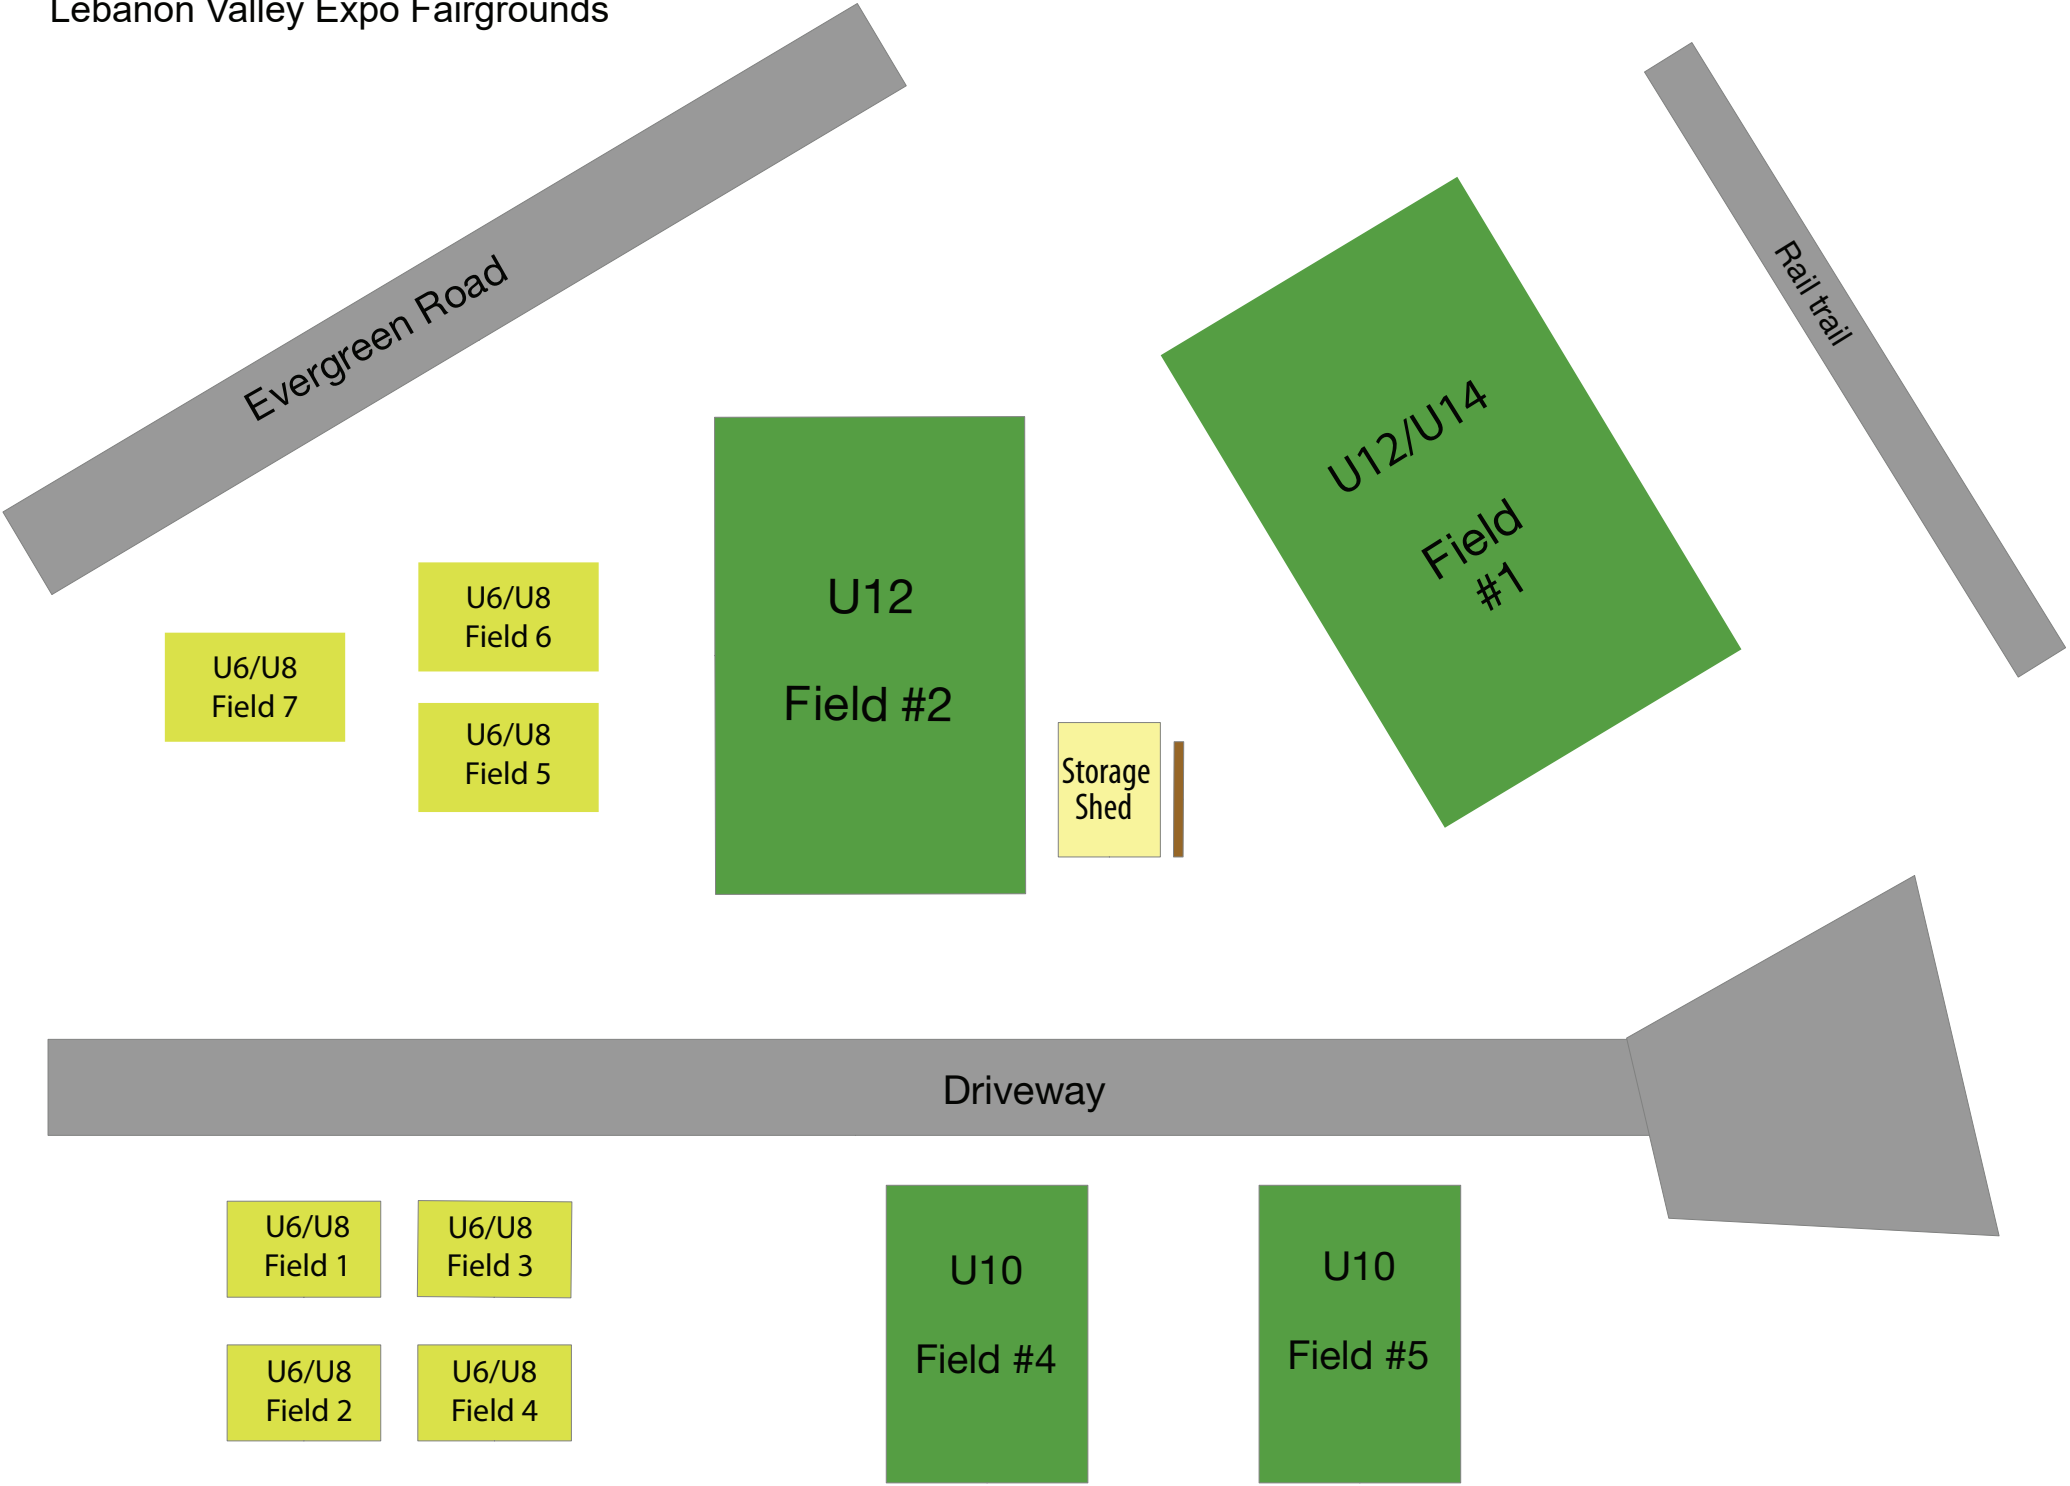 Lebanon Valley Expo Fairgrounds
Evergreen Road
Rail trail
U12/U14
Field
#1
U12
Field #2
U6/U8
Field 6
U6/U8
Field 7
U6/U8
Field 5
Storage
Shed
Driveway
U6/U8
Field 1
U6/U8
Field 3
U10
Field #4
U10
Field #5
U6/U8
Field 2
U6/U8
Field 4